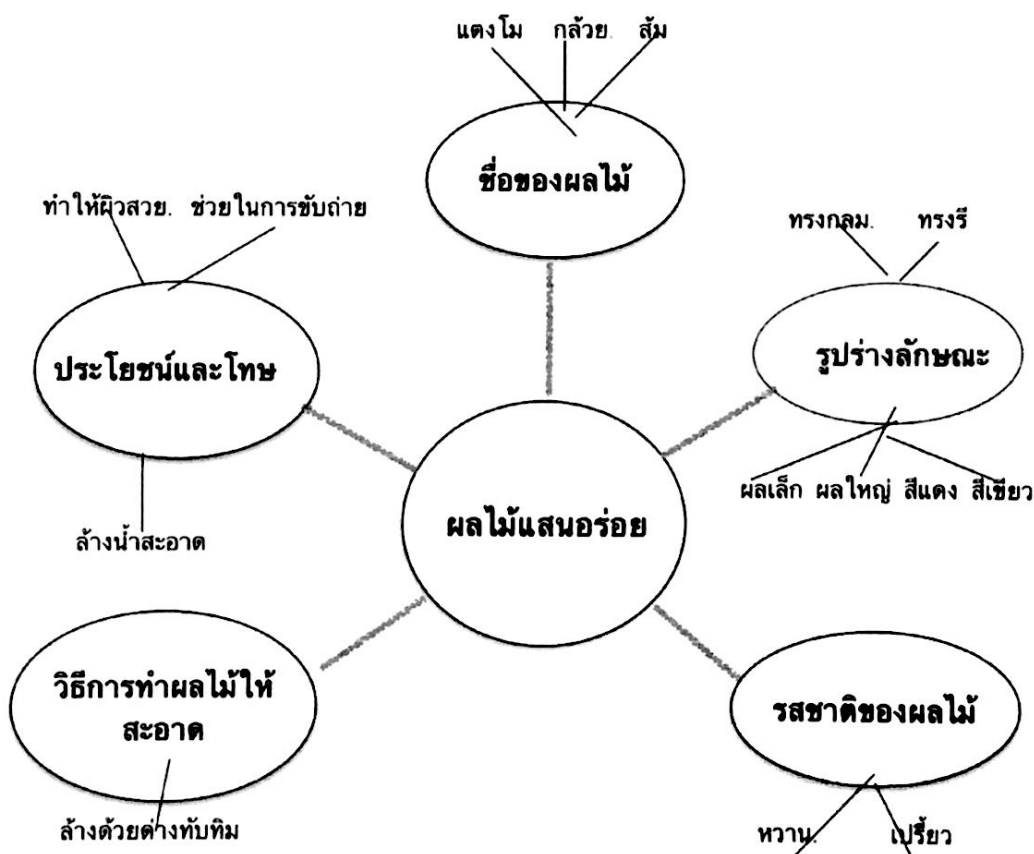 แตงโม กล้วย. ส้ม
ชื่อของผลไม้
ทำให้ผิวสวย. ช่วยในการขับถ่าย
ทรงกลม. ทรงรี
ประโยชน์และโทษ
รูปร่างลักษณะ
ผลเล็ก ผลใหญ่ สีแดง สีเขียว
ผลไม้แสนอร่อย
ล้างน้ำสะอาด
วิธีการทำผลไม้ให้
สะอาด
รสชาติของผลไม้
ล้างด้วยด่างทับทิม
หวาน. เปรี้ยว